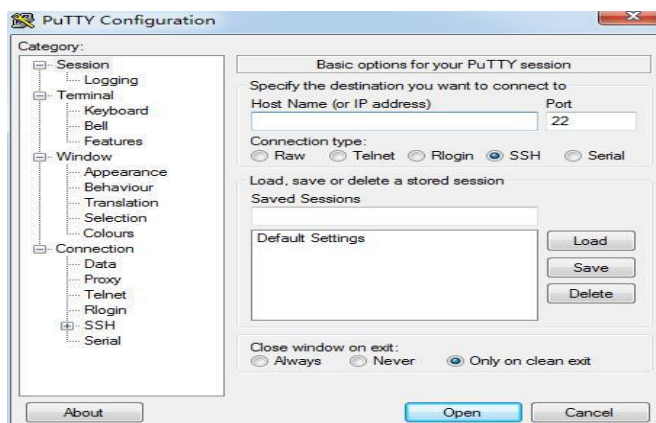 PuTTY Configuration
Category:
Session
Logging
Terminal
Keyboard
Bell
Features
Window
Appearance
Behaviour
Translation
Selection
Colours
Connection
Data
Proxy
Telnet
Rlogin
SSH
Serial
Basic options for your PuTTY session
Specify the destination you want to connect to
Host Name (or IP address) Port
22
Connection type:
Raw Telnet Rlogin SSH Serial
Load, save or delete a stored session
Saved Sessions
Default Settings
Load
Save
Delete
Close window on exit:
Always Never Only on clean exit
About Open Cancel